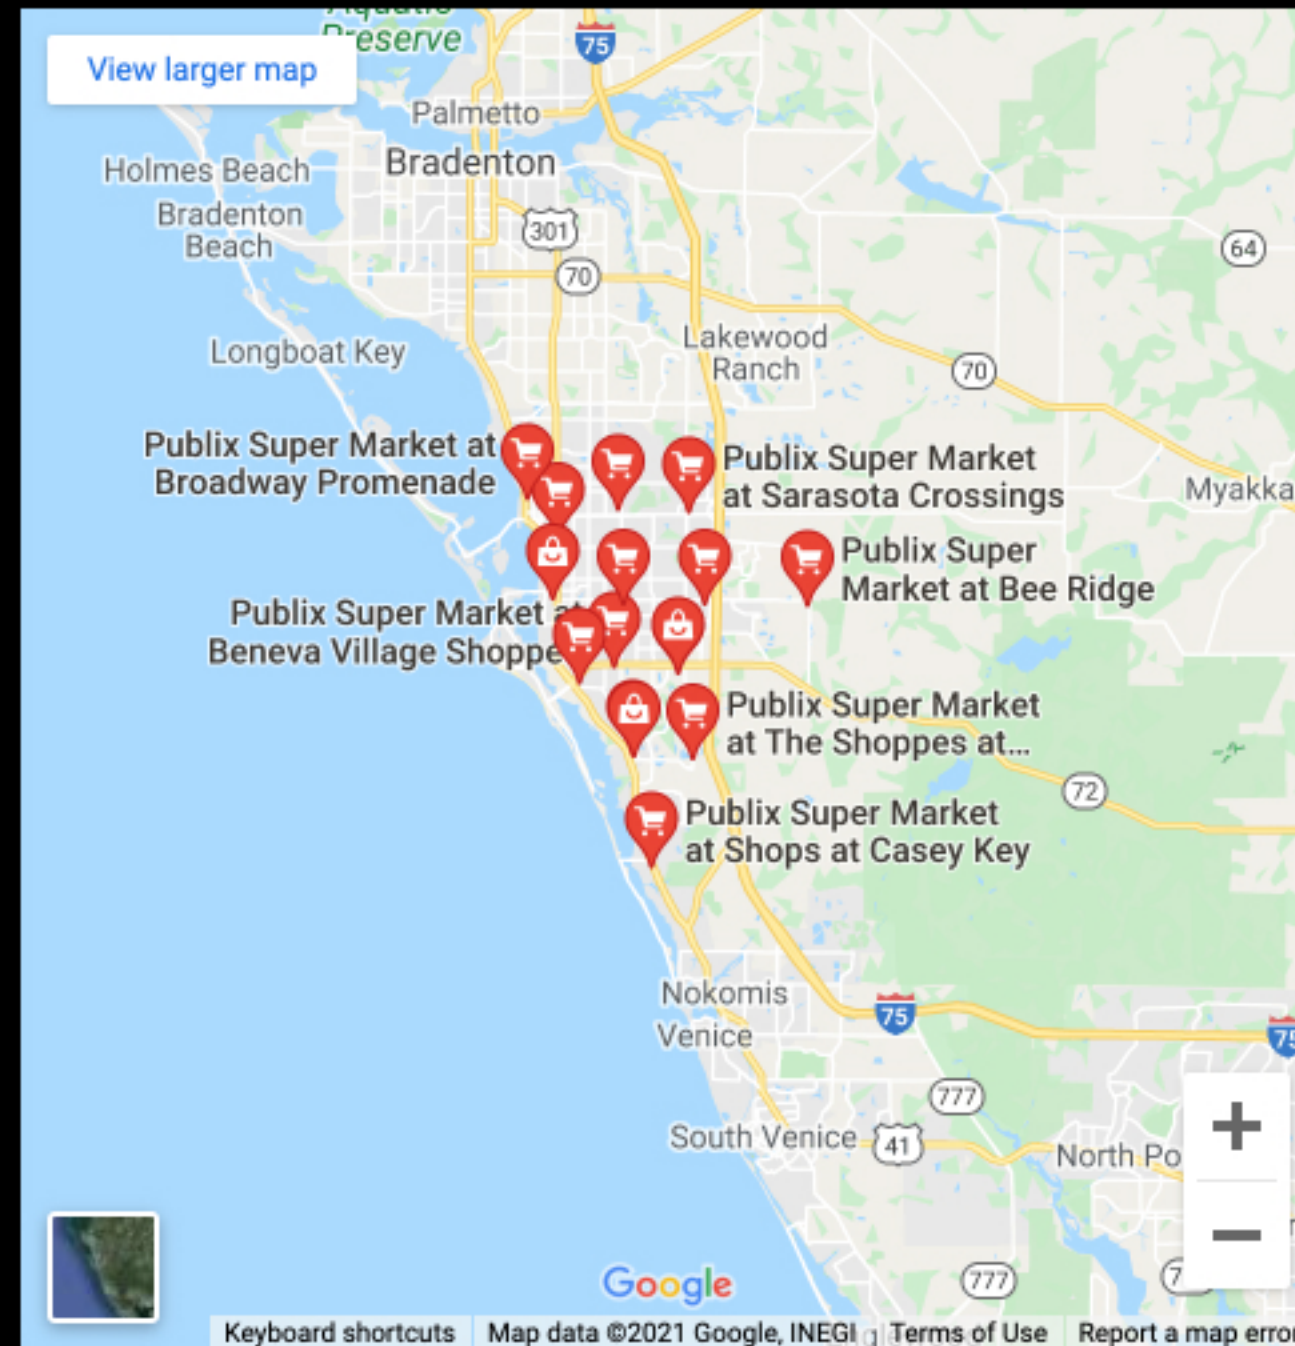 Preserve
View larger map
75
Palmetto
Bradenton
Holmes Beach
Bradenton
Beach
301
64
70
Lakewood
Ranch
Longboat Key
70
Publix Super Market at
Broadway Promenade
Publix Super Market
at Sarasota Crossings
Myakka
Publix Super
Market at Bee Ridge
Publix Super Market at
Beneva Village Shoppe
Publix Super Market
at The Shoppes at...
72
Publix Super Market
at Shops at Casey Key
Nokomis
Venice
75
75
777
South Venice
41
North Po
Google
777
7
Keyboard shortcuts
Map data ©2021 Google, INEGI
Terms of Use
Report a map error